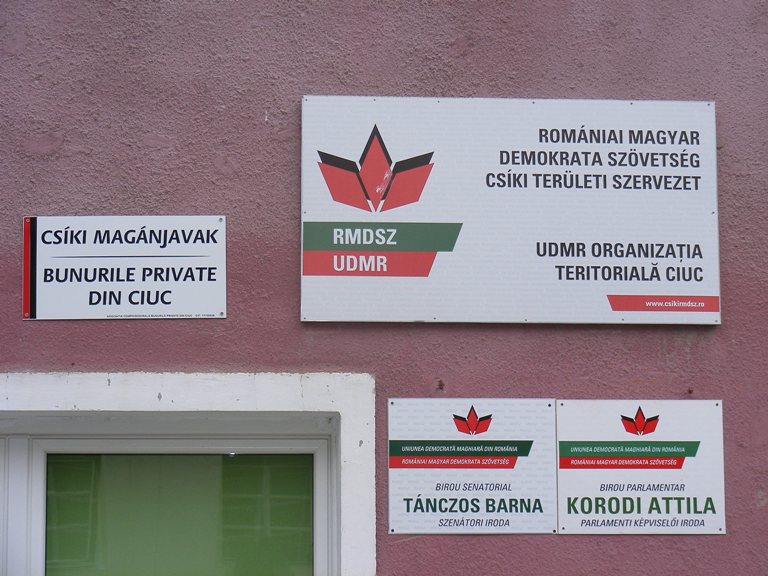 CSÍKI MAGÁNJAVAK
BUNURILE PRIVATE
DIN CIUC
ROMÁNIAI MAGYAR
DEMOKRATA SZÖVETSÉG
CSÍKI TERÜLETI SZERVEZET
RMDSZ
UDMR
UDMR ORGANIZAȚIA
TERITORIALĂ CIUC
www.csikirmdsz.ro
UNIUNEA DEMOCRATĂ MAGHIARĂ DIN ROMÂNIA
ROMÁNIAI MAGYAR DEMOKRATA SZÖVETSÉG
BIROU SENATORIAL
TÁNCZOS BARNA
SZENÁTORI IRODA
UNIUNEA DEMOCRATĂ MAGHIARĂ DIN ROMÂNIA
ROMÁNIAI MAGYAR DEMOKRATA SZÖVETSÉG
BIROU PARLAMENTAR
KORODI ATTILA
PARLAMENTI KÉPVISELŐI IRODA